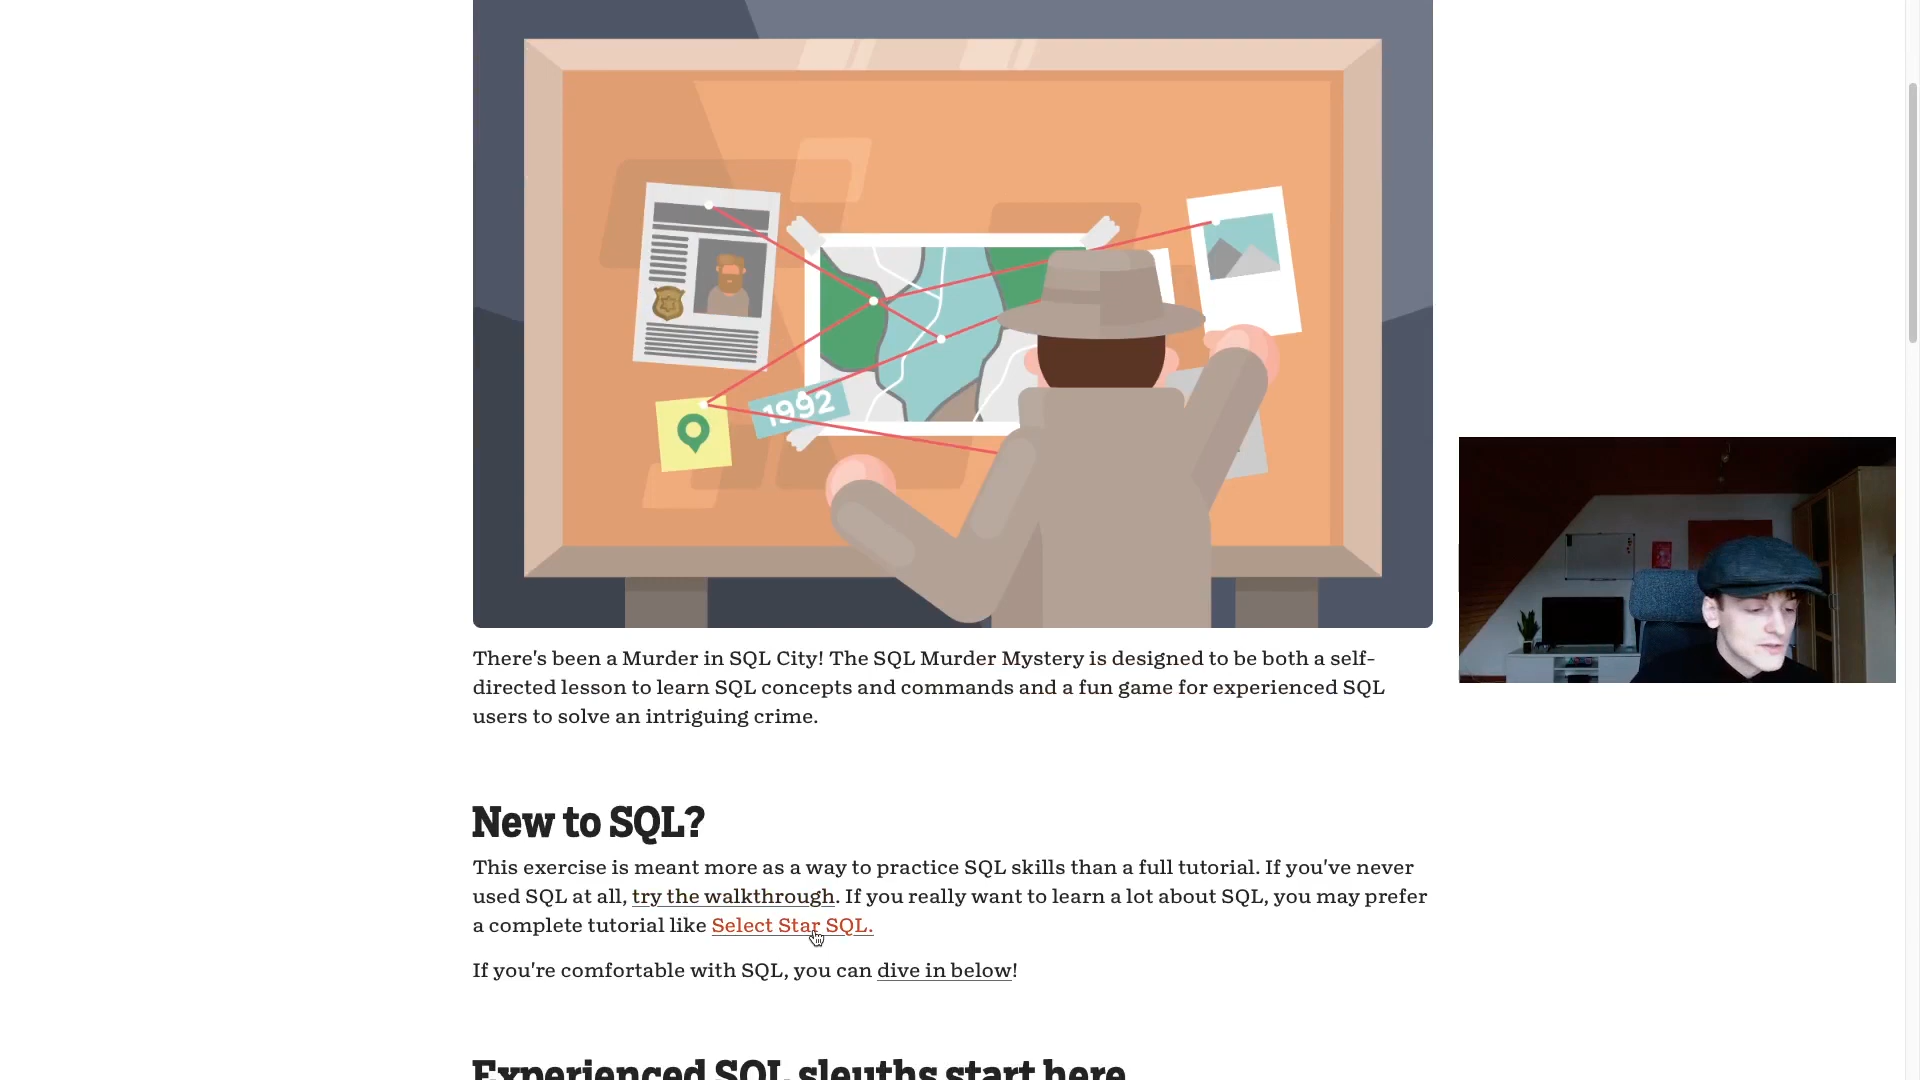 1992
There's been a Murder in SQL City! The SQL Murder Mystery is designed to be both a self-
directed lesson to learn SQL concepts and commands and a fun game for experienced SQL
users to solve an intriguing crime.
New to SQL?
This exercise is meant more as a way to practice SQL skills than a full tutorial. If you've never
used SQL at all, try the walkthrough. If you really want to learn a lot about SQL, you may prefer
a complete tutorial like Select Star SQL.
If you're comfortable with SQL, you can dive in below!
Experienced SQL sleuths start here